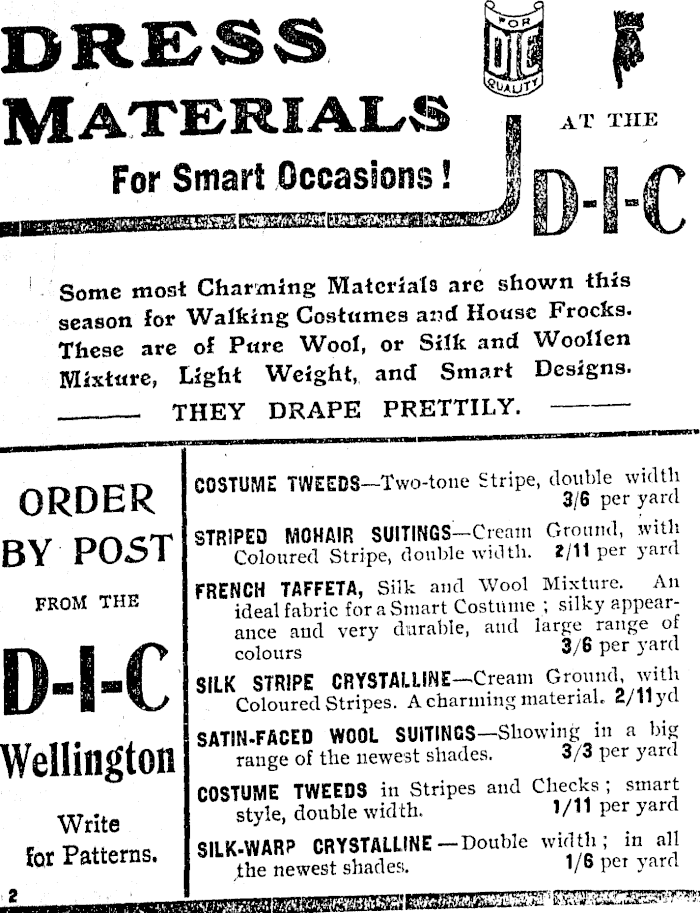 DRESS
MATERIALS
For Smart Occasions!
FOR
DIC
QUALITY
AT THE
D-I-C
Some most Charming Materials are shown this
season for Walking Costumes and House Frocks.
These are of Pure Wool, or Silk and Woollen
Mixture, Light Weight, and Smart Designs.
THEY DRAPE PRETTILY.
ORDER
BY POST
FROM THE
D-I-C
Wellington
Write
for Patterns.
2
COSTUME TWEEDS—Two-tone Stripe, double width
3/6 per yard
STRIPED MOHAIR SUITINGS—Cream Ground, with
Coloured Stripe, double width. 2/11 per yard
FRENCH TAFFETA, Silk and Wool Mixture. An
ideal fabric for a Smart Costume ; silky appear-
ance and very durable, and large range of
colours 3/6 per yard
SILK STRIPE CRYSTALLINE—Cream Ground, with
Coloured Stripes. A charming material. 2/11 yd
SATIN-FACED WOOL SUITINGS—Showing in a big
range of the newest shades. 3/3 per yard
COSTUME TWEEDS in Stripes and Checks ; smart
style, double width. 1/11 per yard
SILK-WARP CRYSTALLINE—Double width ; in all
the newest shades. 1/6 per yard